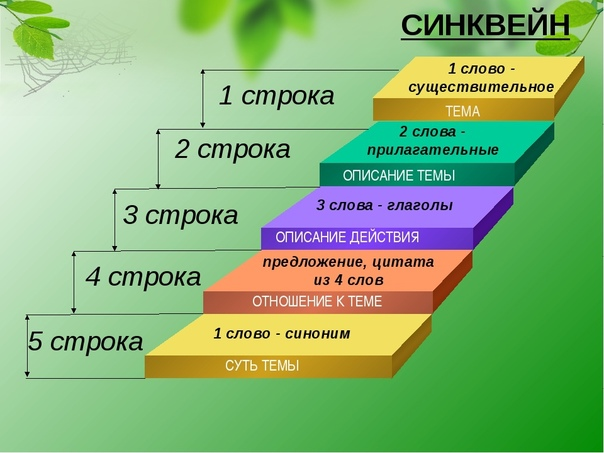 СИНКВЕЙН
1 строка
1 слово -
существительное
ТЕМА
2 строка
2 слова -
прилагательные
ОПИСАНИЕ ТЕМЫ
3 строка
3 слова - глаголы
ОПИСАНИЕ ДЕЙСТВИЯ
4 строка
предложение, цитата
из 4 слов
ОТНОШЕНИЕ К ТЕМЕ
5 строка
1 слово - синоним
СУТЬ ТЕМЫ